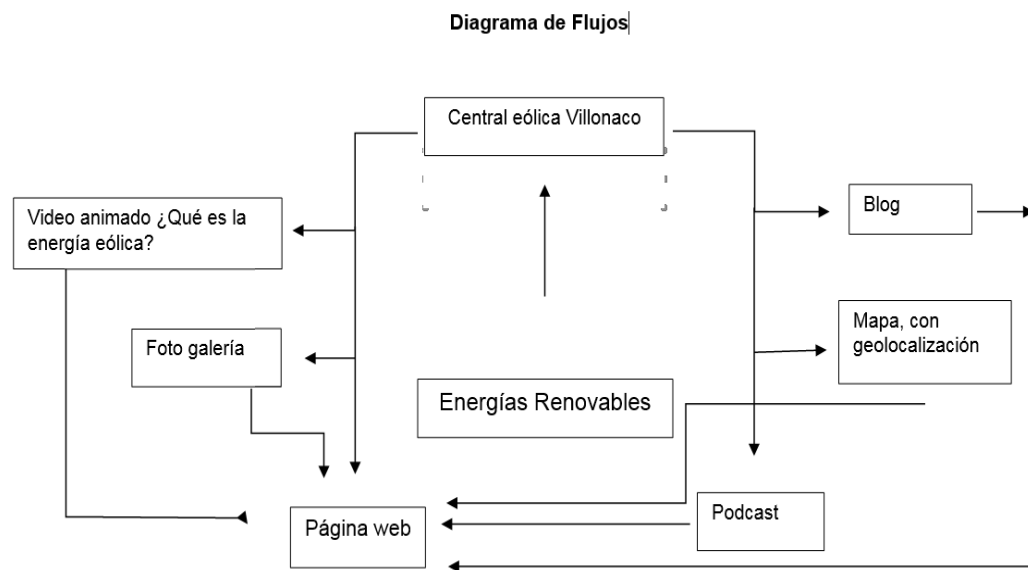 Diagrama de Flujos
Central eólica Villonaco
Video animado ¿Qué es la
energía eólica?
Blog
Foto galería
Mapa, con
geolocalización
Energías Renovables
Página web
Podcast